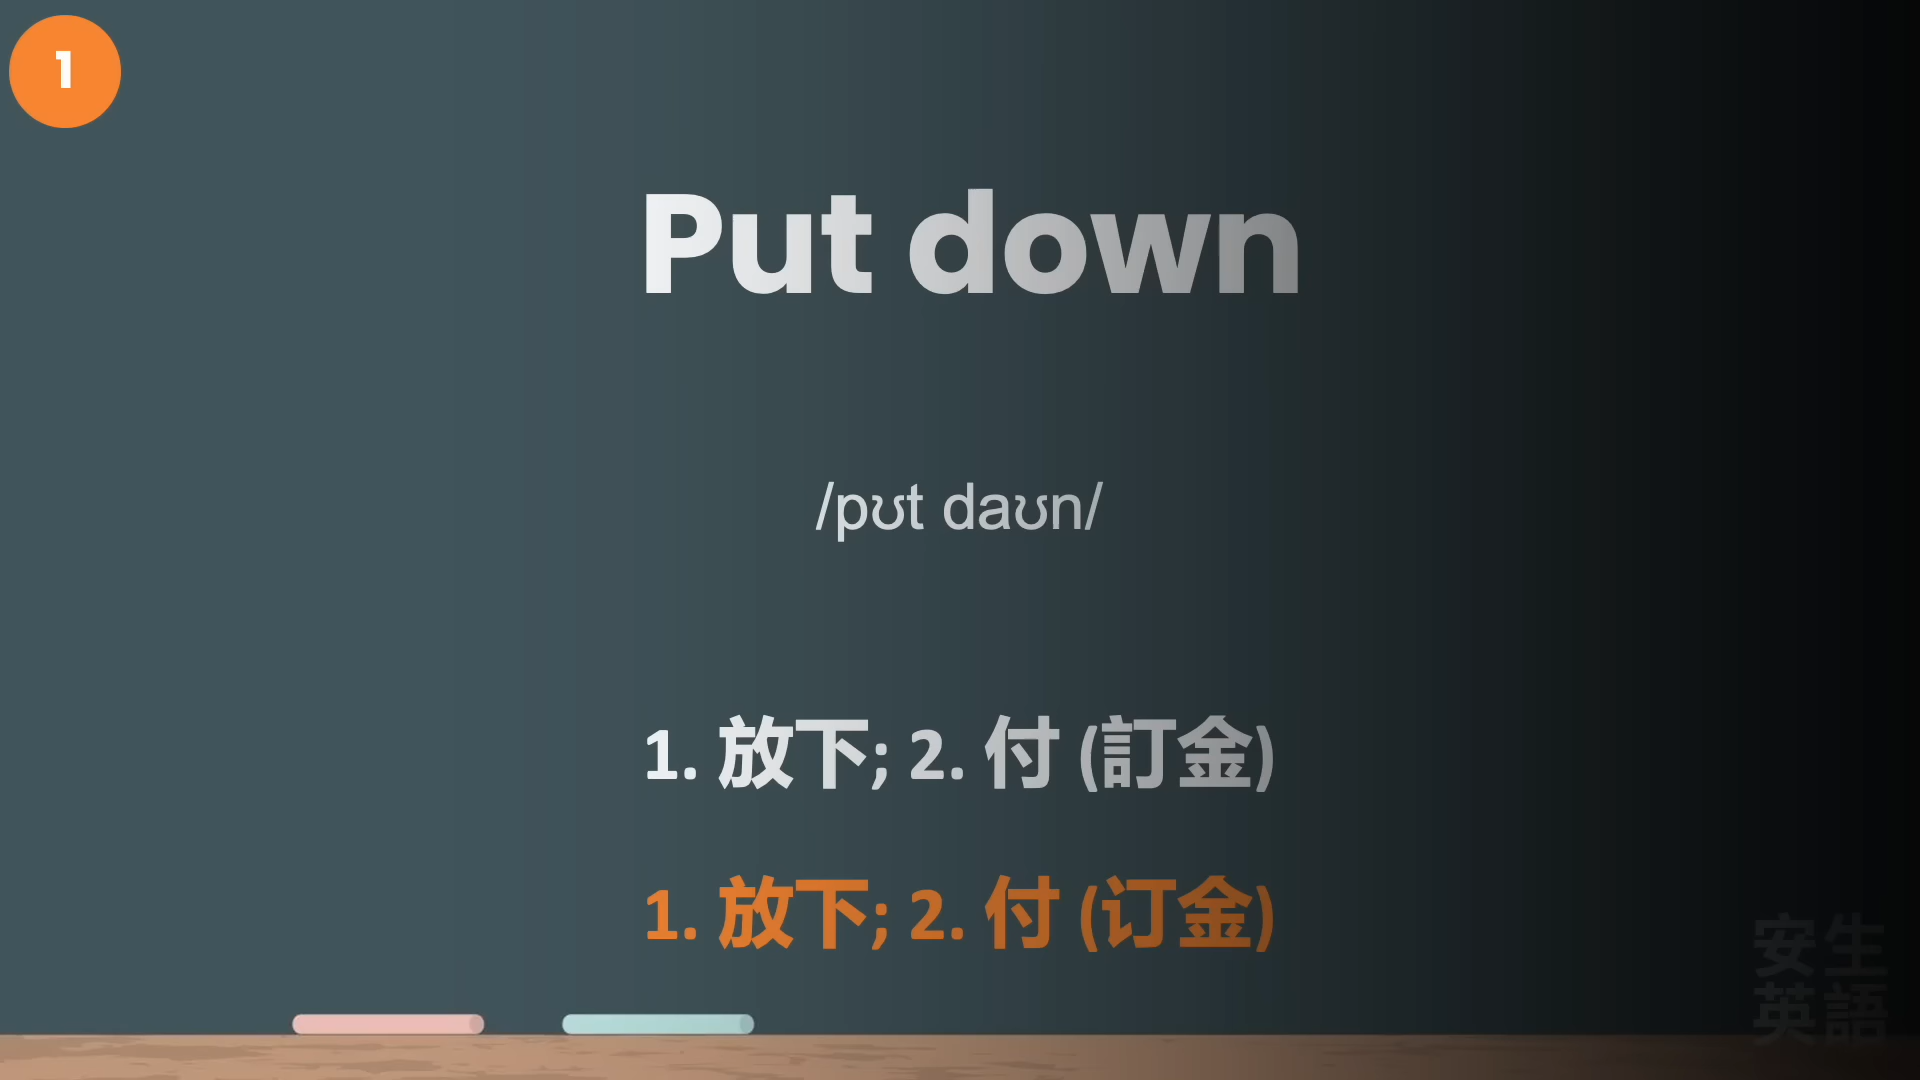 1
Put down
/pʊt daʊn/
1. 放下; 2. 付 (訂金)
1. 放下; 2. 付 (订金)
安生
英語